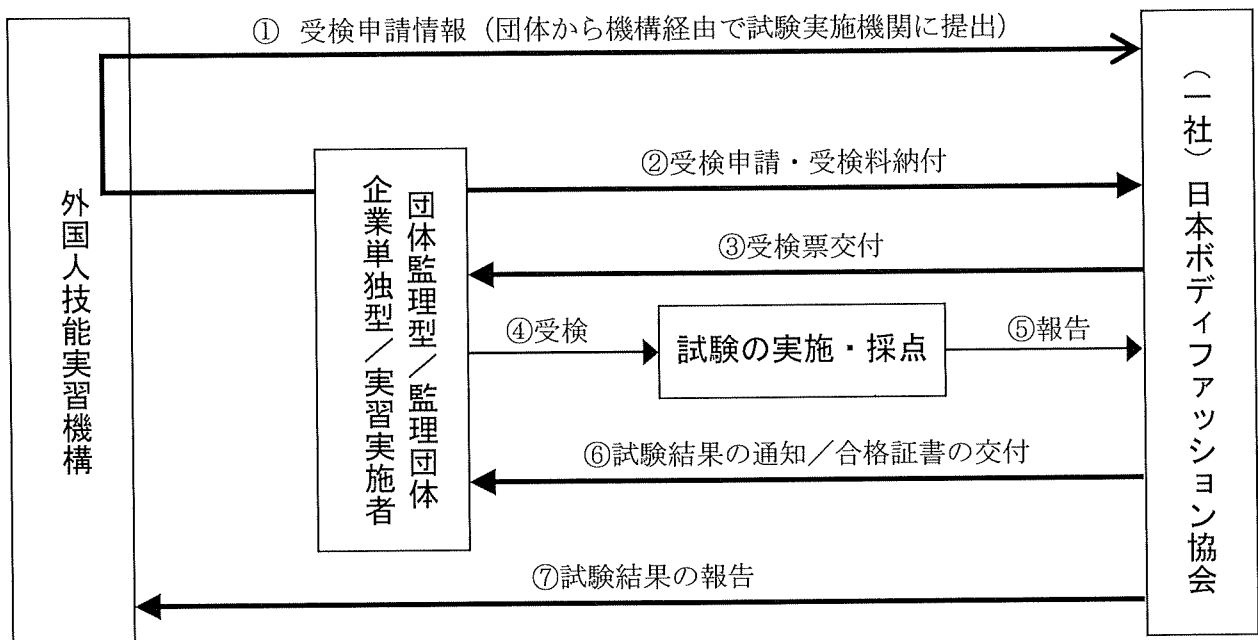 ① 受検申請情報(団体から機構経由で試験実施機関に提出)
外国人技能実習機構
団体監理型/監理団体
企業単独型/実習実施者
②受検申請・受検料納付
③受検票交付
④受検
試験の実施・採点
⑤報告
⑥試験結果の通知/合格証書の交付
⑦試験結果の報告
(一社)日本ボディファッション協会